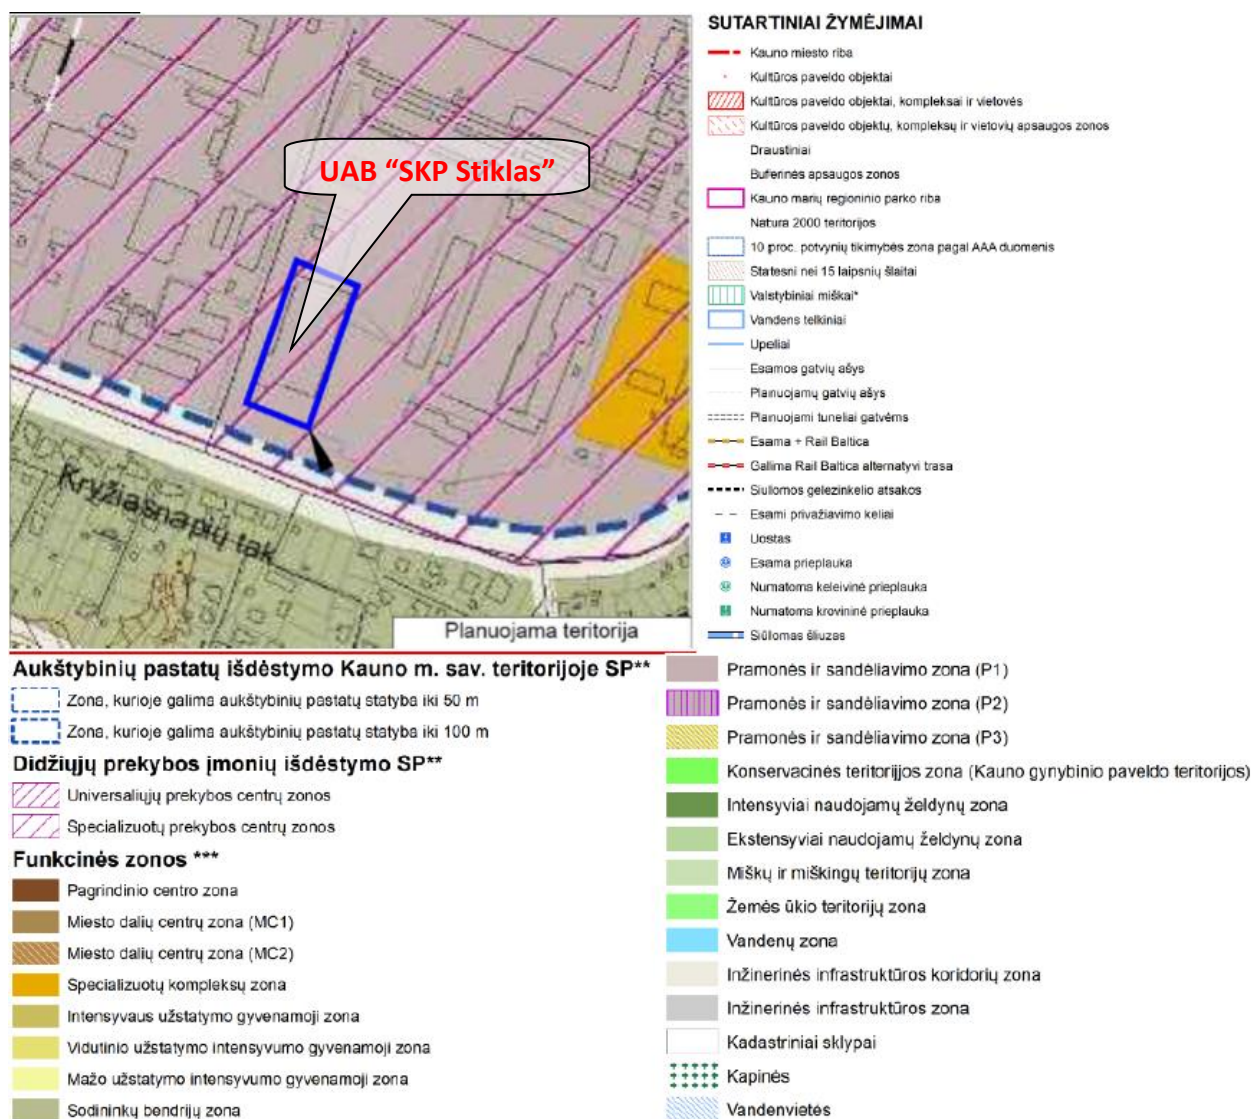 UAB “SKP Stiklas”
Kryžiasnapių tak
Planuojama teritorija
SUTARTINIAI ŽYMĖJIMAI
Kauno miesto riba
Kultūros paveldo objektai
Kultūros paveldo objektai, kompleksai ir vietovės
Kultūros paveldo objektų, kompleksų ir vietovių apsaugos zonos
Draustiniai
Buferinės apsaugos zonos
Kauno marių regioninio parko riba
Natura 2000 teritorijos
10 proc. potvynių tikimybės zona pagal AAA duomenis
Statesni nei 15 laipsnių šlaitai
Valstybiniai miškai*
Vandens telkiniai
Upeliai
Esamos gatvių ašys
Planuojamų gatvių ašys
Planuojami tuneliai gatvėms
Esama + Rail Baltica
Galima Rail Baltica alternatyvi trasa
Siūlomos geležinkelio atšakos
Esami privažiavimo keliai
Uostas
Esama prieplauka
Numatoma keleivinė prieplauka
Numatoma krovininė prieplauka
Siūlomas šliuzas
Aukštybinių pastatų išdėstymo Kauno m. sav. teritorijoje SP**
Zona, kurioje galima aukštybinių pastatų statyba iki 50 m
Zona, kurioje galima aukštybinių pastatų statyba iki 100 m
Didžiųjų prekybos įmonių išdėstymo SP**
Universaliųjų prekybos centrų zonos
Specializuotų prekybos centrų zonos
Funkcinės zonos ***
Pagrindinio centro zona
Miesto dalių centrų zona (MC1)
Miesto dalių centrų zona (MC2)
Specializuotų kompleksų zona
Intensyvaus užstatymo gyvenamoji zona
Vidutinio užstatymo intensyvumo gyvenamoji zona
Mažo užstatymo intensyvumo gyvenamoji zona
Sodininkų bendrijų zona
Pramonės ir sandėliavimo zona (P1)
Pramonės ir sandėliavimo zona (P2)
Pramonės ir sandėliavimo zona (P3)
Konservacinės teritorijjos zona (Kauno gynybinio paveldo teritorijos)
Intensyviai naudojamų želdynų zona
Ekstensyviai naudojamų želdynų zona
Miškų ir miškingų teritorijų zona
Žemės ūkio teritorijų zona
Vandenų zona
Inžinerinės infrastruktūros koridorių zona
Inžinerinės infrastruktūros zona
Kadastriniai sklypai
Kapinės
Vandenvietės